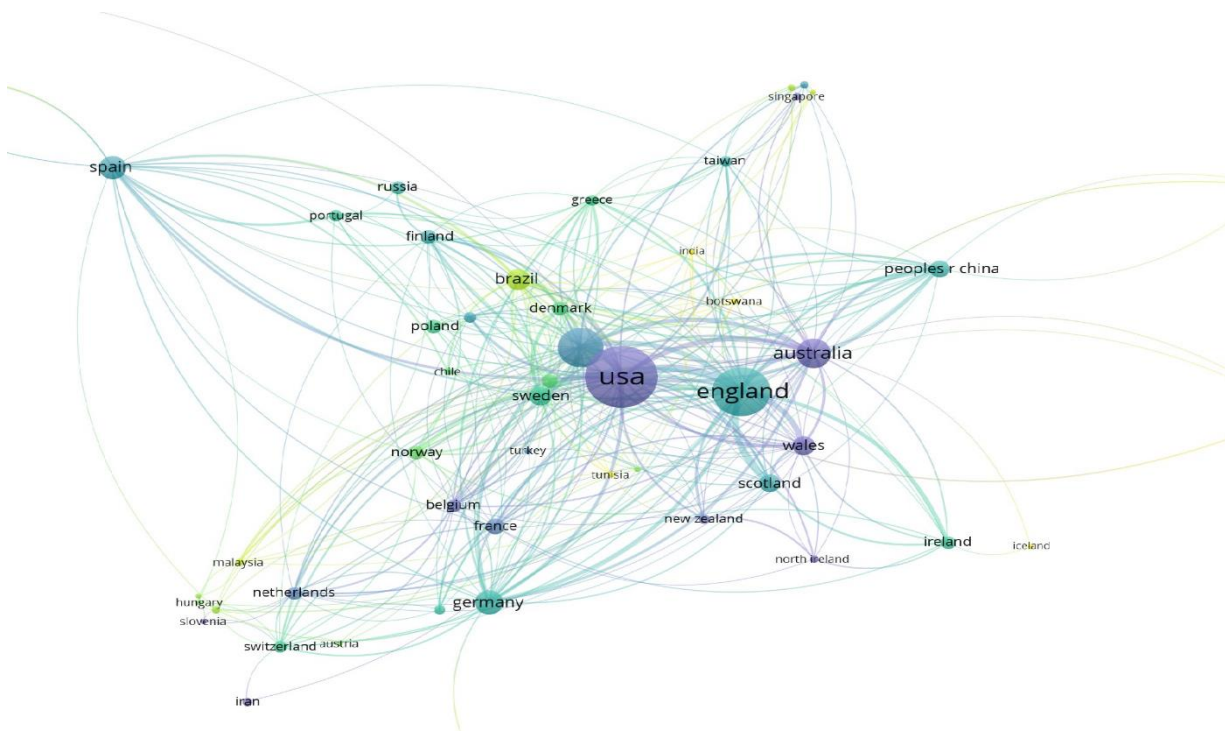 singapore
taiwan
spain
russia
greece
portugal
finland
india
peoples r china
brazil
botswana
denmark
poland
australia
chile
usa
england
sweden
wales
norway
turkey
tunisia
scotland
belgium
new zealand
france
ireland
iceland
north ireland
malaysia
netherlands
hungary
germany
slovenia
switzerland
austria
iran